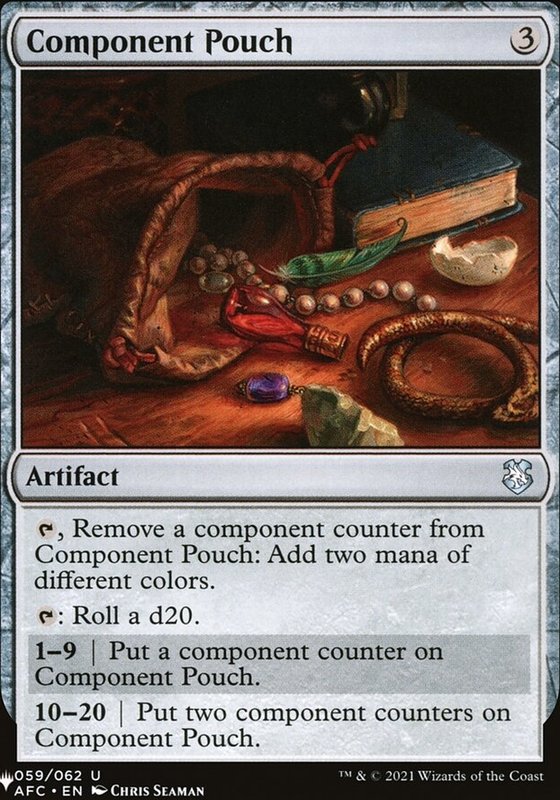 Component Pouch 3
Artifact
, Remove a component counter from
Component Pouch: Add two mana of
different colors.
: Roll a d20.
1–9 | Put a component counter on
Component Pouch.
10–20 | Put two component counters on
Component Pouch.
059/062 U
AFC • EN Chris Seaman
™ & © 2021 Wizards of the Coast